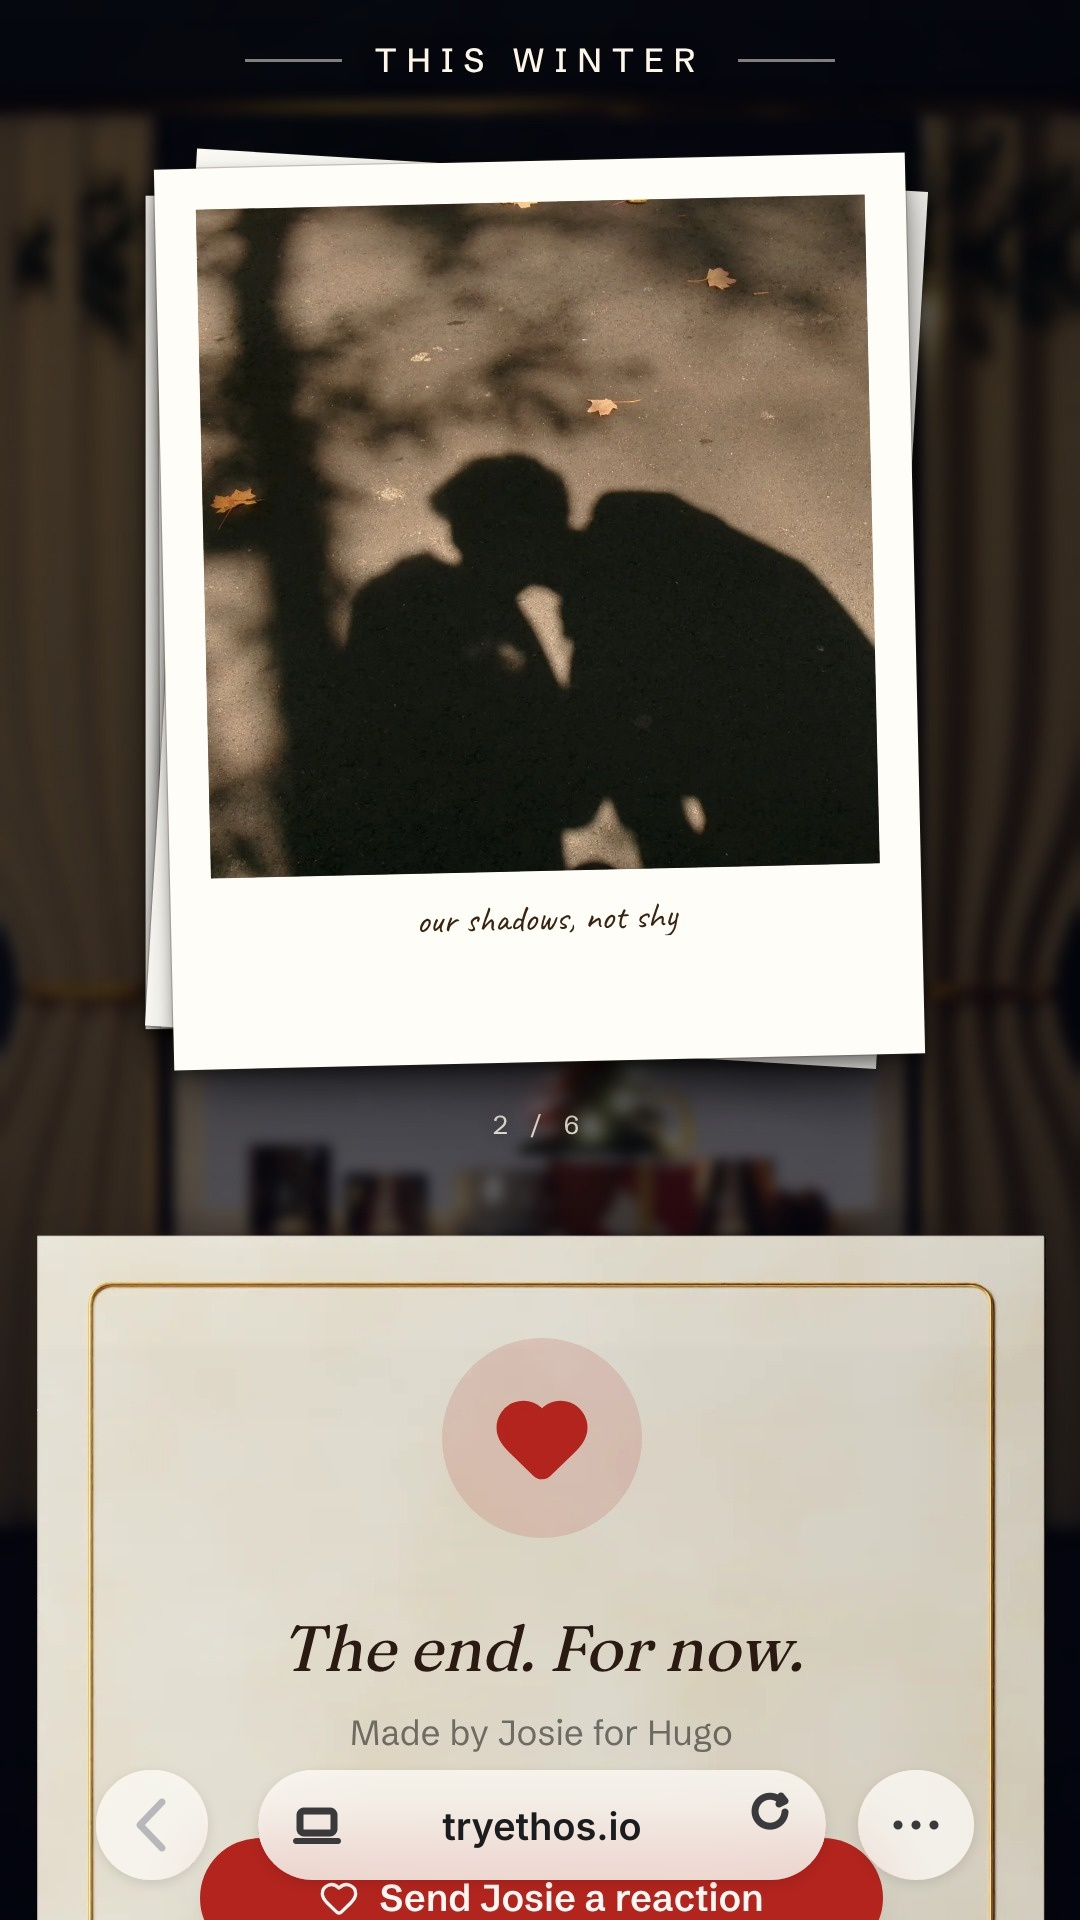 THIS WINTER
our shadows, not shy
2 / 6
The end. For now.
Made by Josie for Hugo
tryethos.io
Send Josie a reaction